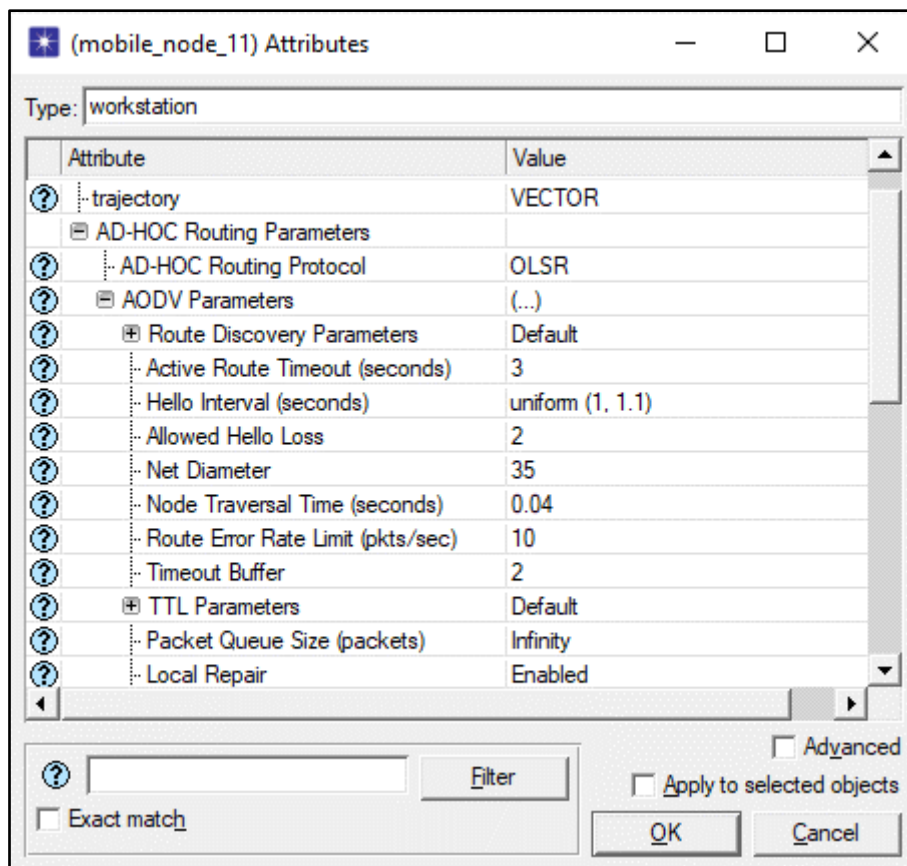 (mobile_node_11) Attributes
Type: workstation
Attribute Value
trajectory VECTOR
AD-HOC Routing Parameters
AD-HOC Routing Protocol OLSR
AODV Parameters (...)
Route Discovery Parameters Default
Active Route Timeout (seconds) 3
Hello Interval (seconds) uniform (1, 1.1)
Allowed Hello Loss 2
Net Diameter 35
Node Traversal Time (seconds) 0.04
Route Error Rate Limit (pkts/sec) 10
Timeout Buffer 2
TTL Parameters Default
Packet Queue Size (packets) Infinity
Local Repair Enabled
Advanced
Filter
Apply to selected objects
Exact match
OK Cancel